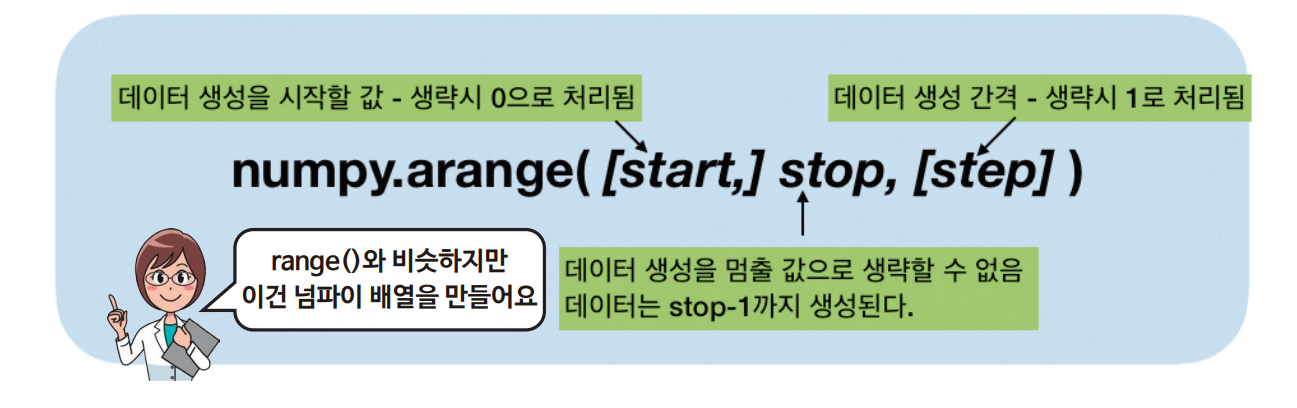 데이터 생성을 시작할 값 - 생략시 0으로 처리됨
데이터 생성 간격 - 생략시 1로 처리됨
numpy.arange( [start,] stop, [step] )
range()와 비슷하지만
이건 넘파이 배열을 만들어요
데이터 생성을 멈출 값으로 생략할 수 없음
데이터는 stop-1까지 생성된다.